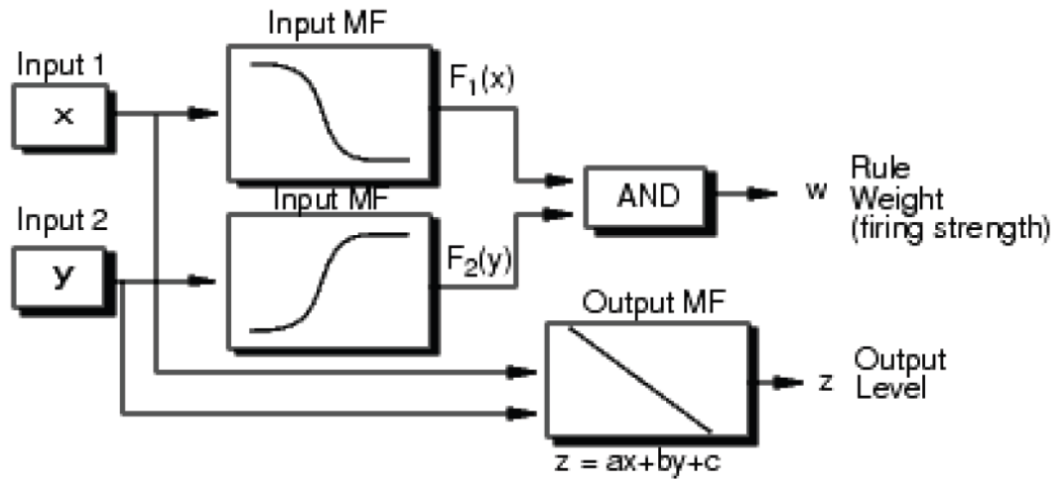 Input MF
Input 1
x
F₁(x)
Input MF
Input 2
y
F₂(y)
AND
w
Rule
Weight
(firing strength)
Output MF
z
Output
Level
z = ax+by+c